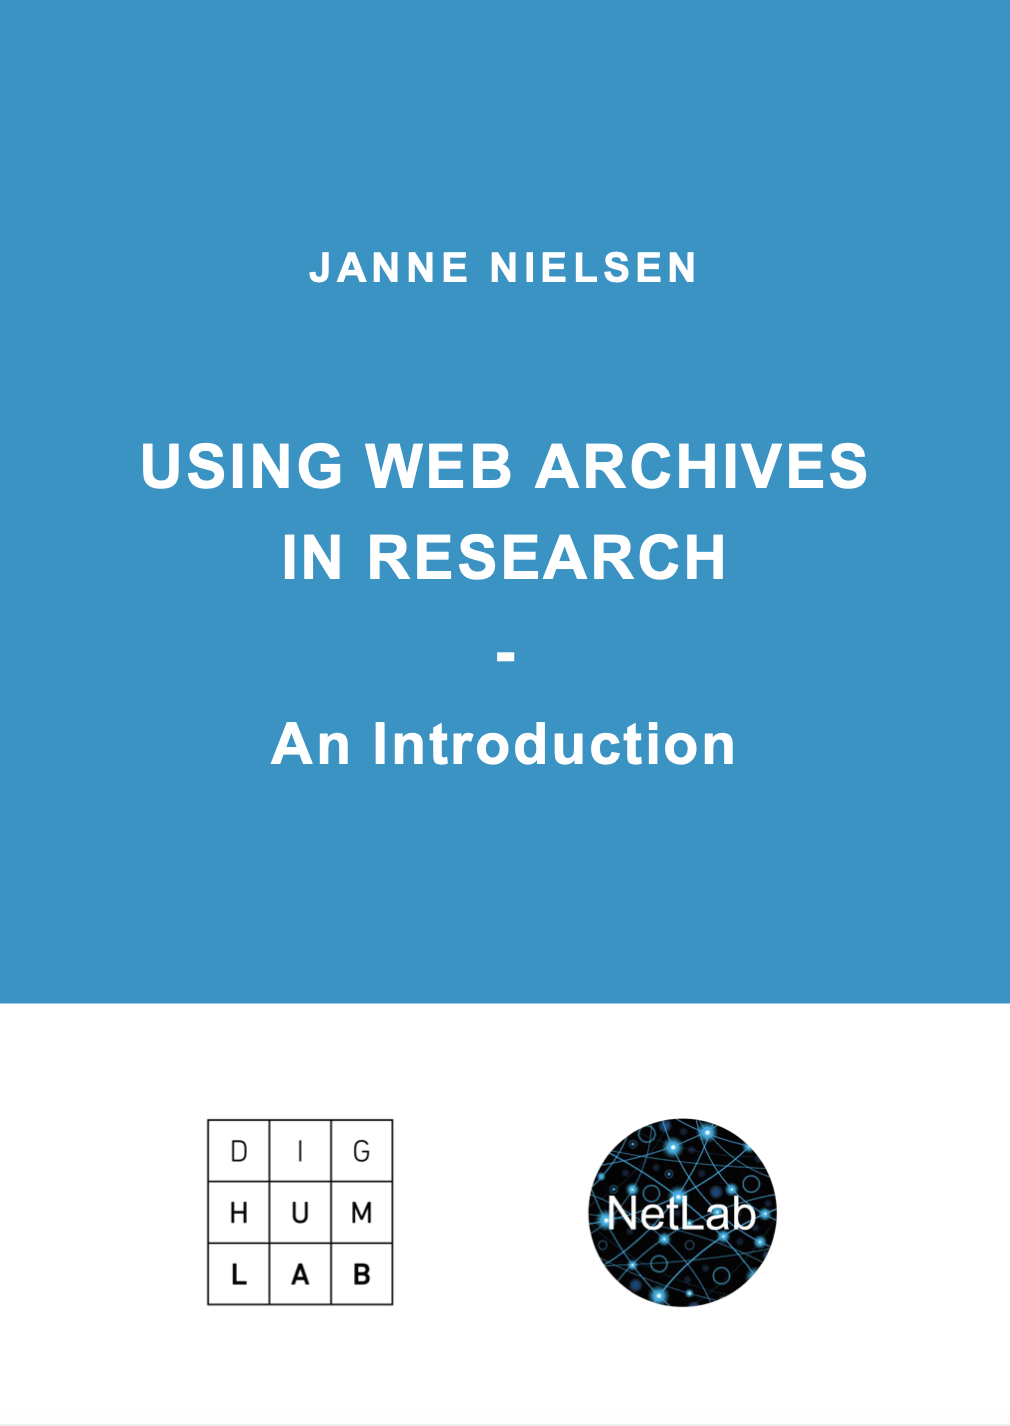 JANNE NIELSEN
USING WEB ARCHIVES
IN RESEARCH
-
An Introduction
D I G
H U M
L A B
NetLab